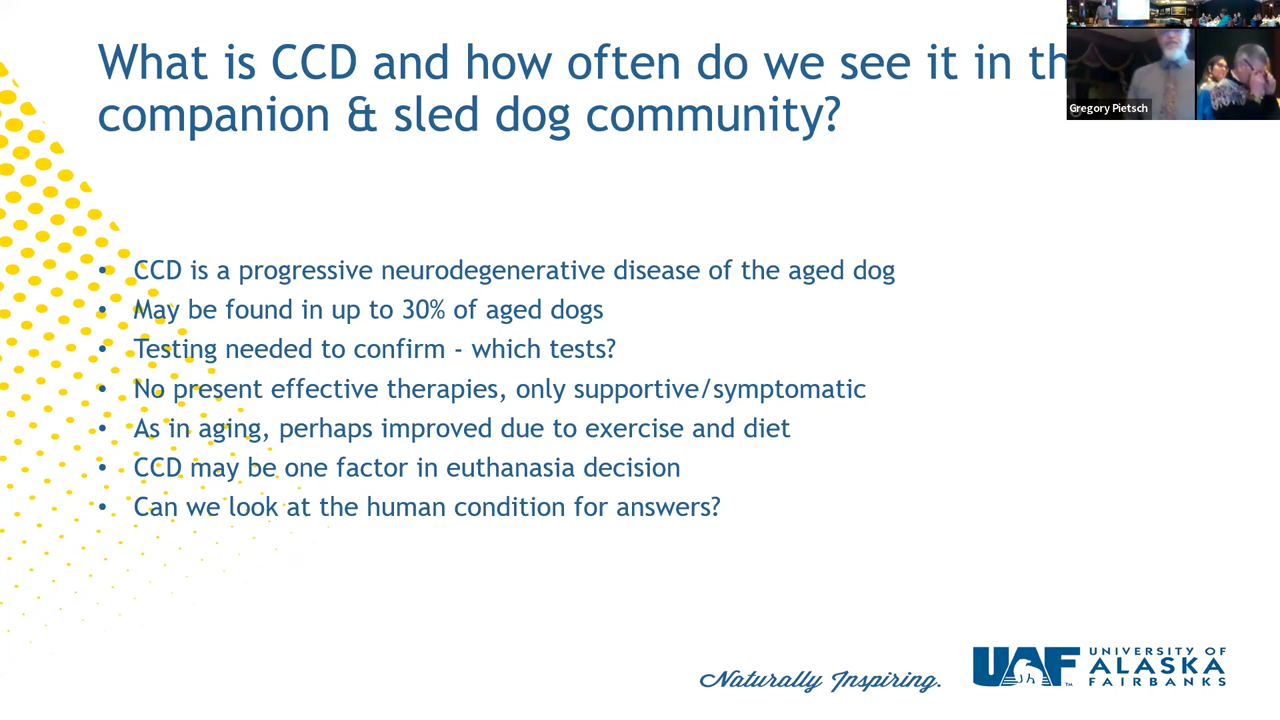 What is CCD and how often do we see it in th
companion & sled dog community?
Gregory Pietsch
• CCD is a progressive neurodegenerative disease of the aged dog
• May be found in up to 30% of aged dogs
• Testing needed to confirm - which tests?
• No present effective therapies, only supportive/symptomatic
• As in aging, perhaps improved due to exercise and diet
• CCD may be one factor in euthanasia decision
• Can we look at the human condition for answers?
Naturally Inspiring.
UAF™
UNIVERSITY OF
ALASKA
FAIRBANKS